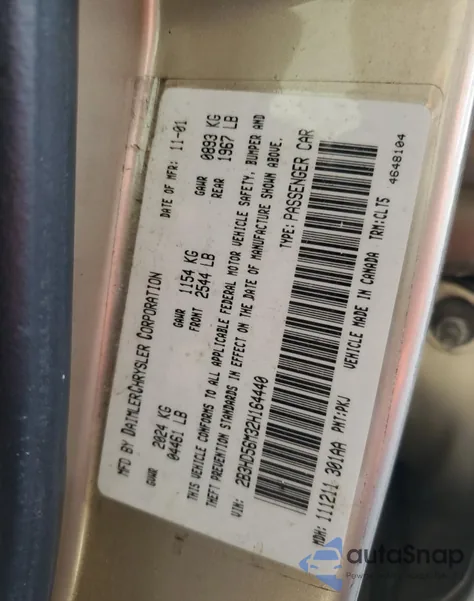 MFD BY DAIMLERCHRYSLER CORPORATION DATE OF MFR: 11-01
GVWR GAWR 1154 KG GAWR 0893 KG
2024 KG FRONT 2544 LB REAR 1967 LB
04461 LB
THIS VEHICLE CONFORMS TO ALL APPLICABLE FEDERAL MOTOR VEHICLE SAFETY, BUMPER AND
THEFT PREVENTION STANDARDS IN EFFECT ON THE DATE OF MANUFACTURE SHOWN ABOVE.
VIN: 2B3HD56M32H164440 TYPE: PASSENGER CAR
MDH: 111211 301AA PNT:PKJ VEHICLE MADE IN CANADA TRM:CLT5
4648104
autoSnap